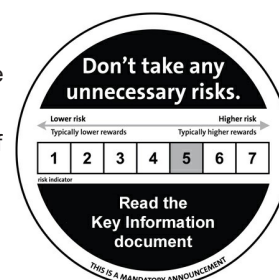 e
f
Don't take any
unnecessary risks.
Lower risk Higher risk
Typically lower rewards Typically higher rewards
1 2 3 4 5 6 7
risk indicator
Read the
Key Information
document
THIS IS A MANDATORY ANNOUNCEMENT